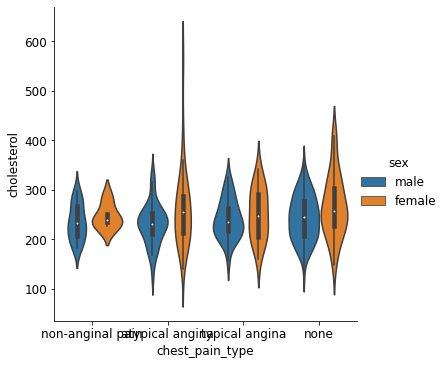 600
500
400
300
200
100
cholesterol
non-anginal pain
atypical angina
typical angina
none
chest_pain_type
sex
male
female